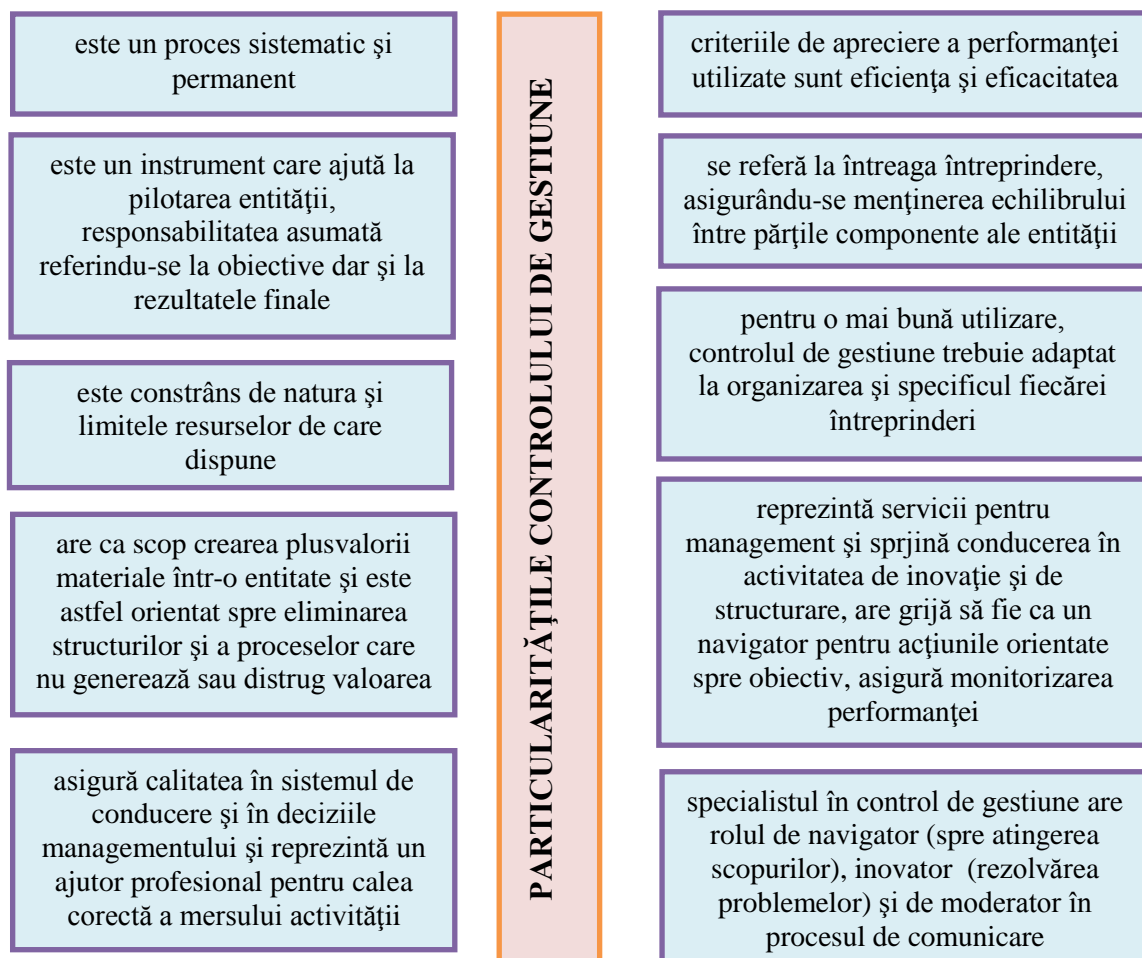 este un proces sistematic şi
permanent
este un instrument care ajută la
pilotarea entităţii,
responsabilitatea asumată
referindu-se la obiective dar şi la
rezultatele finale
este constrâns de natura şi
limitele resurselor de care
dispune
are ca scop crearea plusvalorii
materiale într-o entitate şi este
astfel orientat spre eliminarea
structurilor şi a proceselor care
nu generează sau distrug valoarea
asigură calitatea în sistemul de
conducere şi în deciziile
managementului şi reprezintă un
ajutor profesional pentru calea
corectă a mersului activităţii
PARTICULARITĂŢILE CONTROLULUI DE GESTIUNE
criteriile de apreciere a performanţei
utilizate sunt eficienţa şi eficacitatea
se referă la întreaga întreprindere,
asigurându-se menţinerea echilibrului
între părţile componente ale entităţii
pentru o mai bună utilizare,
controlul de gestiune trebuie adaptat
la organizarea şi specificul fiecărei
întreprinderi
reprezintă servicii pentru
management şi sprjină conducerea în
activitatea de inovaţie şi de
structurare, are grijă să fie ca un
navigator pentru acţiunile orientate
spre obiectiv, asigură monitorizarea
performanţei
specialistul în control de gestiune are
rolul de navigator (spre atingerea
scopurilor), inovator (rezolvărea
problemelor) şi de moderator în
procesul de comunicare